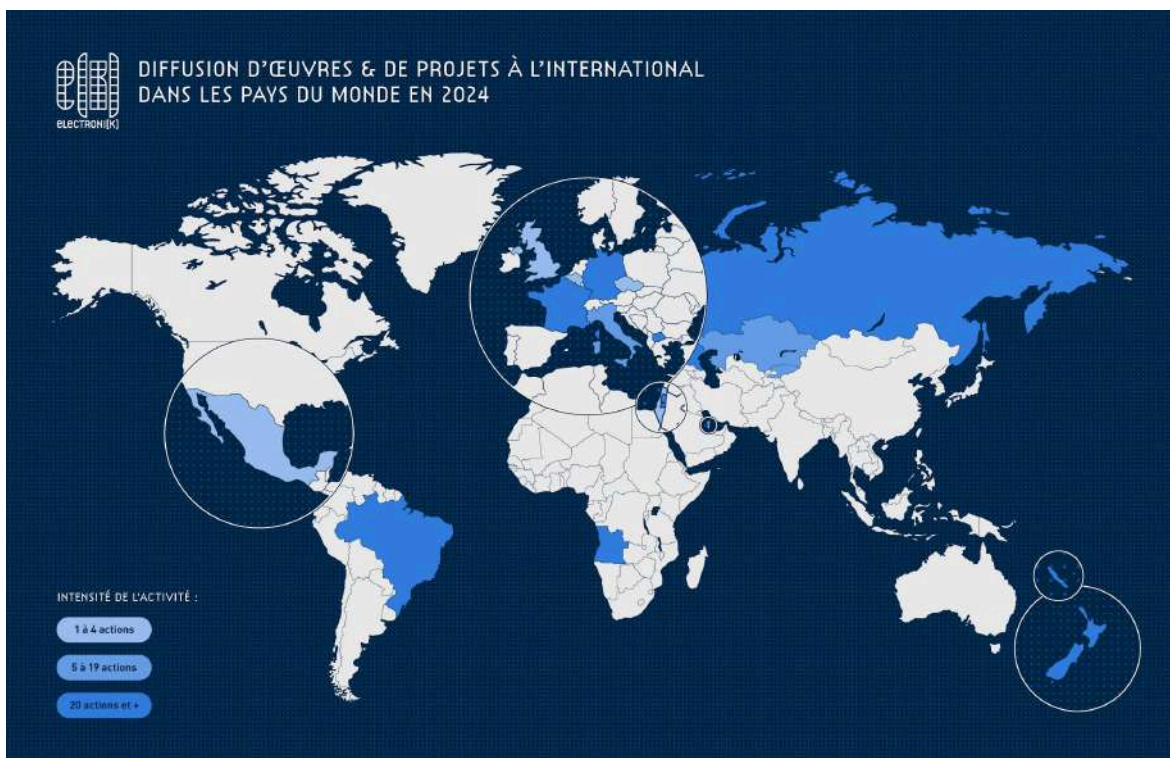 DIFFUSION D'ŒUVRES & DE PROJETS À L'INTERNATIONAL
DANS LES PAYS DU MONDE EN 2024
eLECTRONI[K]
INTENSITÉ DE L'ACTIVITÉ :
1 à 4 actions
5 à 19 actions
20 actions et +